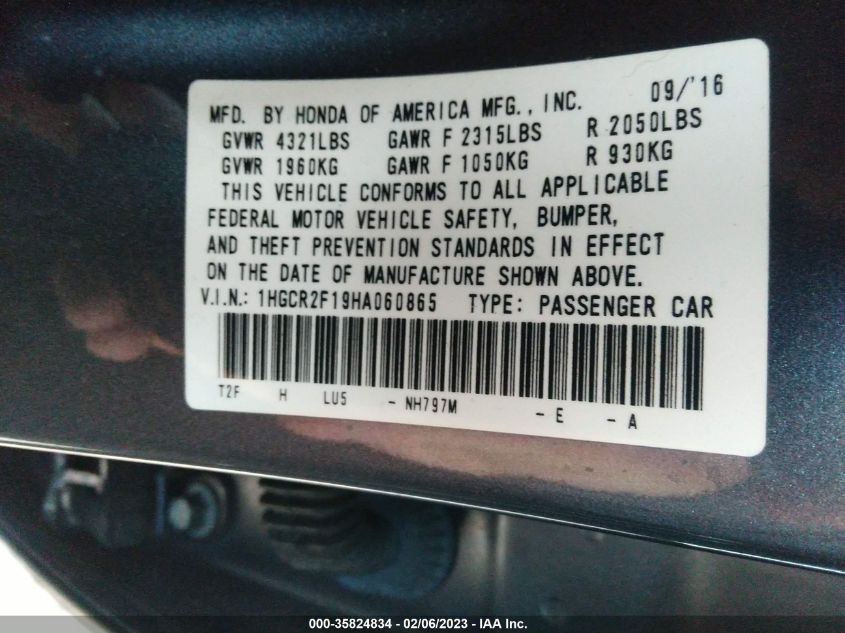 MFD. BY HONDA OF AMERICA MFG., INC. 09/'16
GVWR 4321LBS GAWR F 2315LBS R 2050LBS
GVWR 1960KG GAWR F 1050KG R 930KG
THIS VEHICLE CONFORMS TO ALL APPLICABLE
FEDERAL MOTOR VEHICLE SAFETY, BUMPER,
AND THEFT PREVENTION STANDARDS IN EFFECT
ON THE DATE OF MANUFACTURE SHOWN ABOVE.
V.I.N.: 1HGCR2F19HA060865 TYPE: PASSENGER CAR
T2F H LU5 - NH797M - E - A
000-35824834 - 02/06/2023 - IAA Inc.